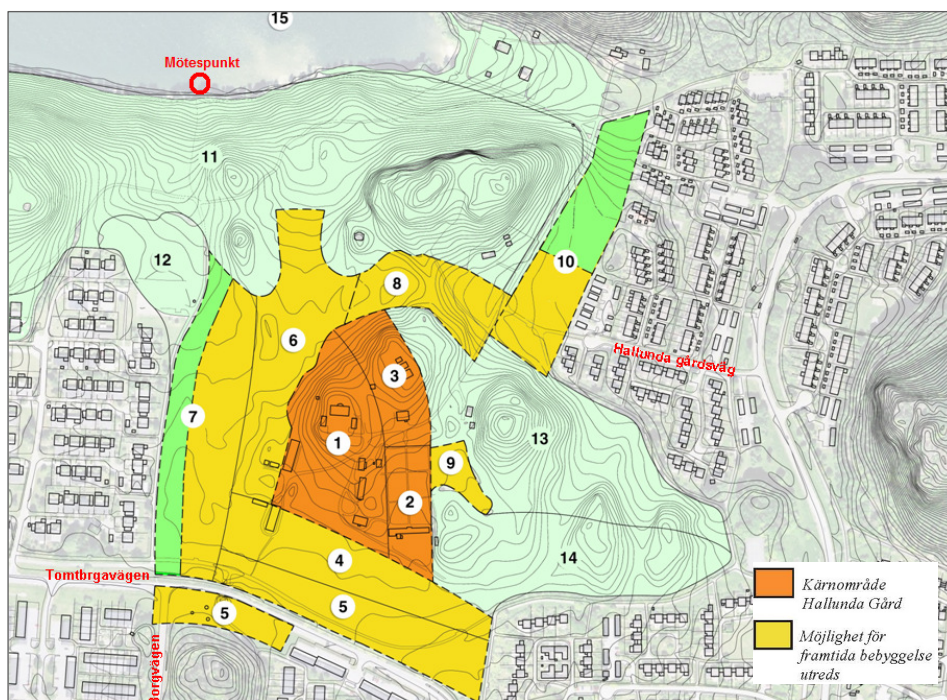 15
Mötespunkt
11
10
12
8
6
Hallunda gårdsväg
3
7
1
13
9
2
4
14
Tomtbrgavägen
5
5
Borgvägen
Kärnområde
Hallunda Gård
Möjlighet för
framtida bebyggelse
utreds